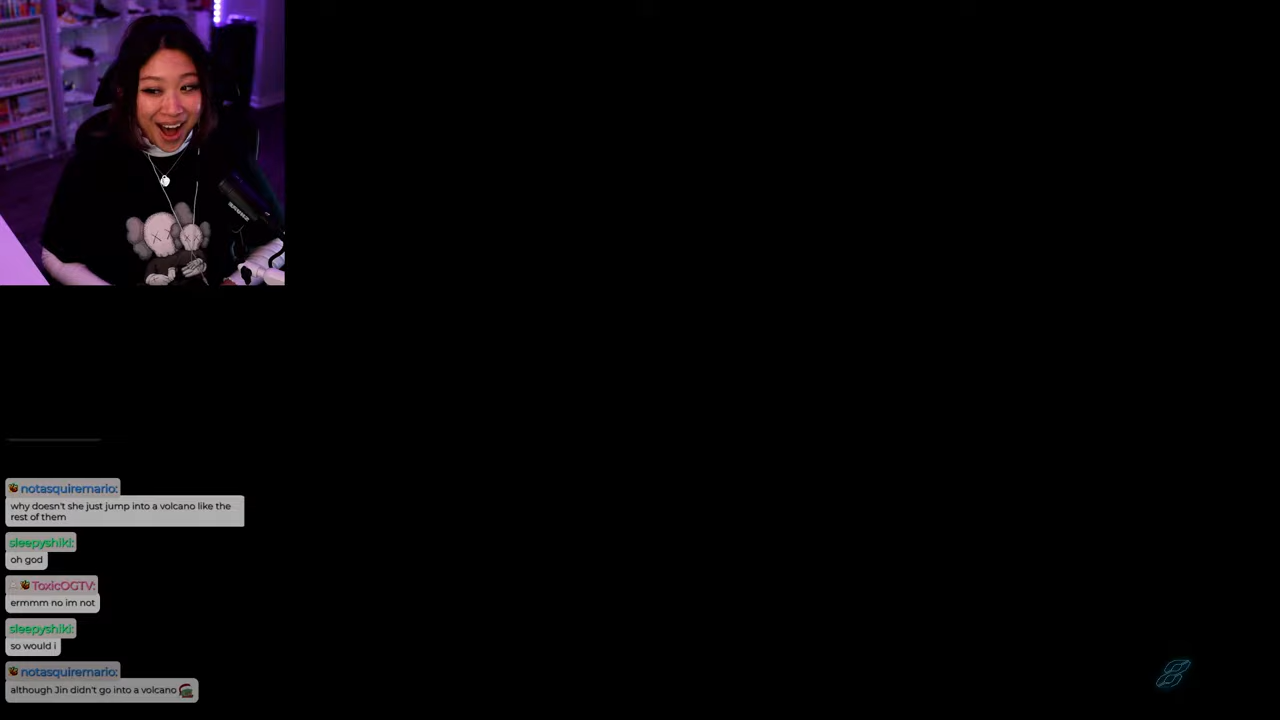 notasquiremario:
why doesn't she just jump into a volcano like the
rest of them
sleepyshiki:
oh god
ToxicOGTV:
ermmm no im not
sleepyshiki:
so would i
notasquiremario:
although Jin didn't go into a volcano